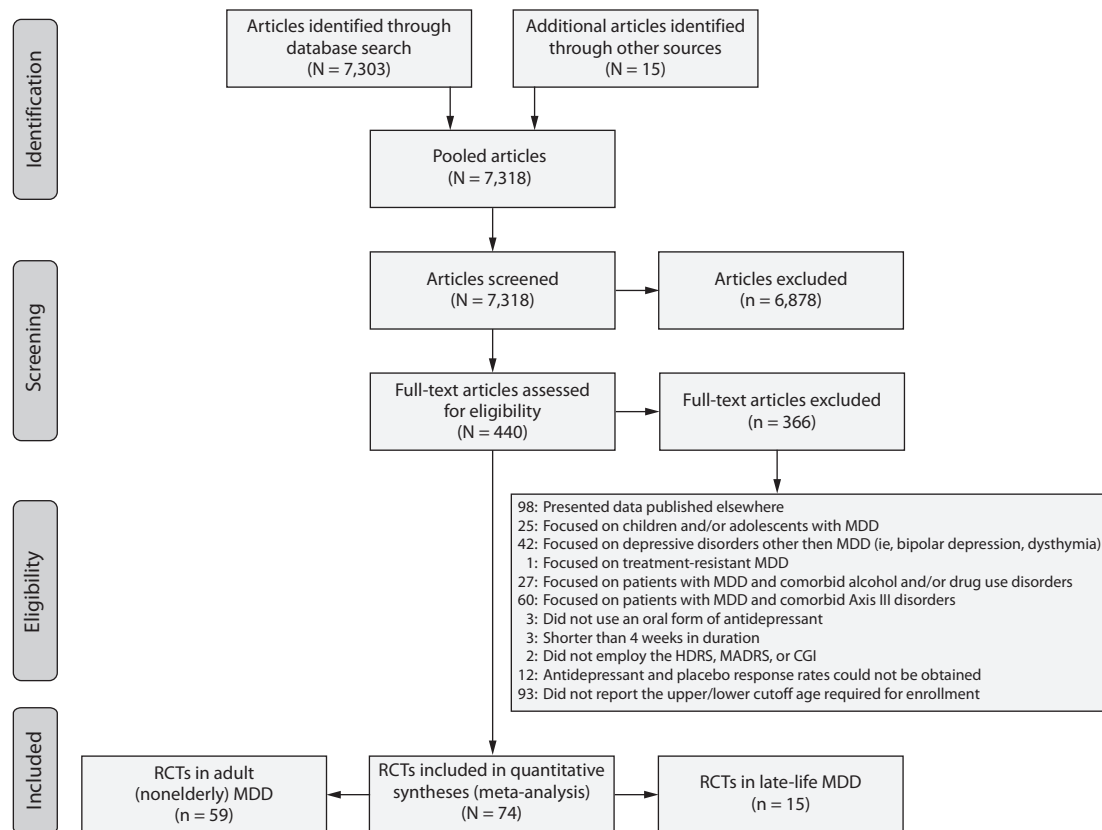 Identification
Articles identified through
database search
(N = 7,303)
Additional articles identified
through other sources
(N = 15)
Pooled articles
(N = 7,318)
Screening
Articles screened
(N = 7,318)
Articles excluded
(n = 6,878)
Full-text articles assessed
for eligibility
(N = 440)
Full-text articles excluded
(n = 366)
Eligibility
98: Presented data published elsewhere
25: Focused on children and/or adolescents with MDD
42: Focused on depressive disorders other then MDD (ie, bipolar depression, dysthymia)
1: Focused on treatment-resistant MDD
27: Focused on patients with MDD and comorbid alcohol and/or drug use disorders
60: Focused on patients with MDD and comorbid Axis III disorders
3: Did not use an oral form of antidepressant
3: Shorter than 4 weeks in duration
2: Did not employ the HDRS, MADRS, or CGI
12: Antidepressant and placebo response rates could not be obtained
93: Did not report the upper/lower cutoff age required for enrollment
Included
RCTs in adult
(nonelderly) MDD
(n = 59)
RCTs included in quantitative
syntheses (meta-analysis)
(N = 74)
RCTs in late-life MDD
(n = 15)